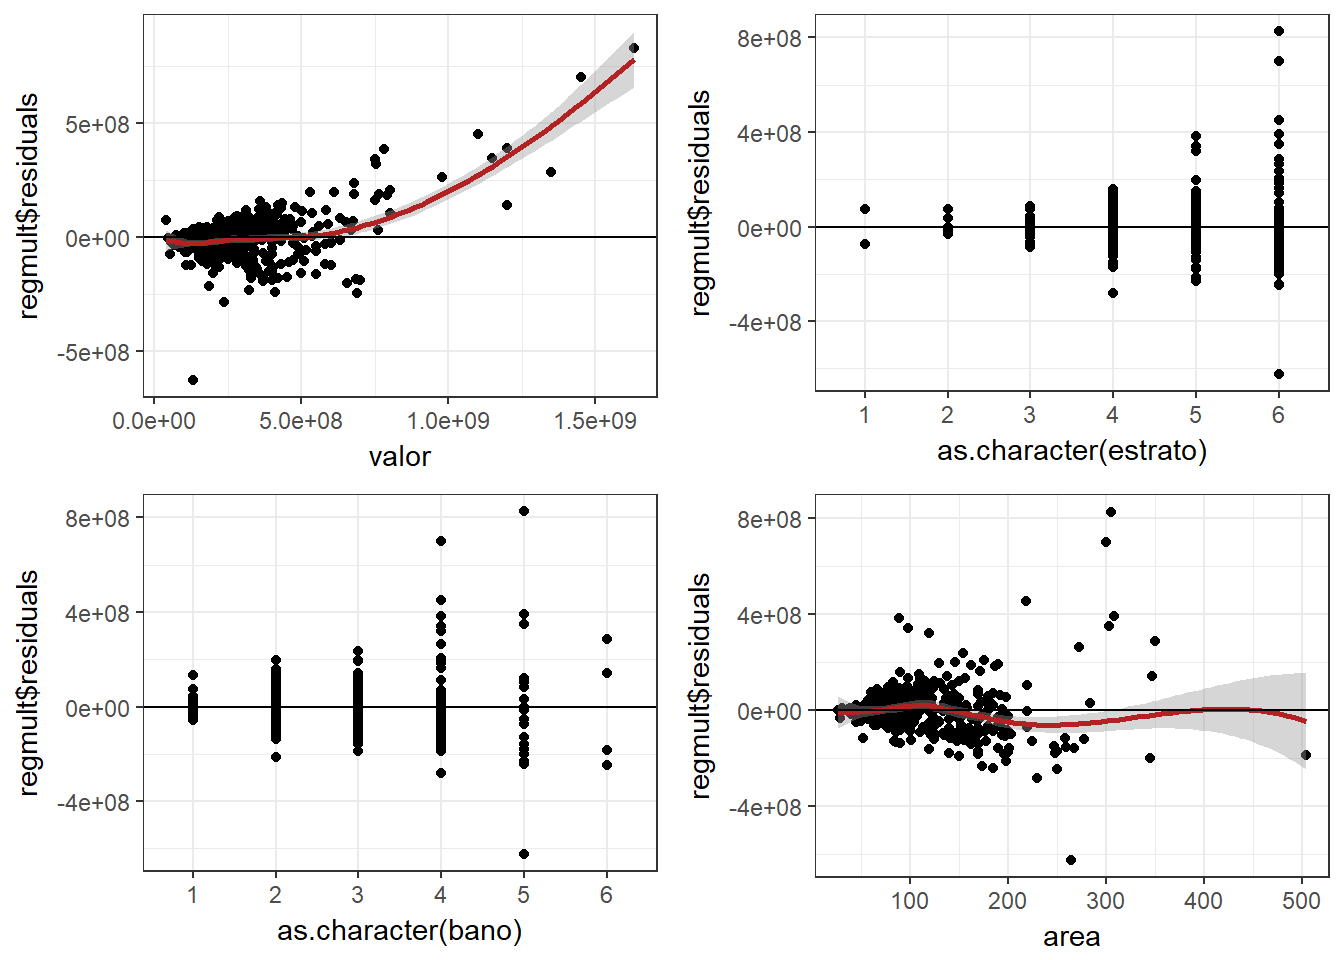 regmult$residuals
5e+08
0e+00
-5e+08
0.0e+00 5.0e+08 1.0e+09 1.5e+09
valor
regmult$residuals
8e+08
4e+08
0e+00
-4e+08
1 2 3 4 5 6
as.character(estrato)
regmult$residuals
8e+08
4e+08
0e+00
-4e+08
1 2 3 4 5 6
as.character(bano)
regmult$residuals
8e+08
4e+08
0e+00
-4e+08
100 200 300 400 500
area